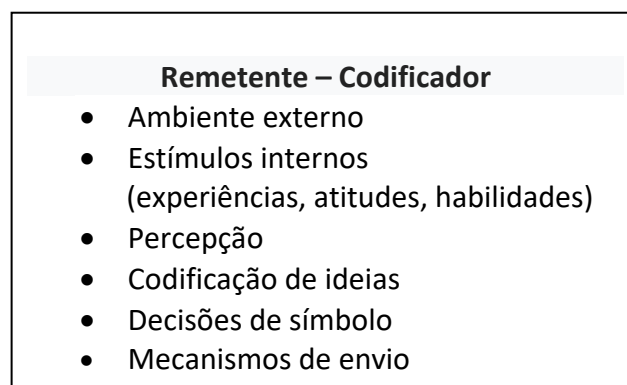 Remetente – Codificador
• Ambiente externo
• Estímulos internos
(experiências, atitudes, habilidades)
• Percepção
• Codificação de ideias
• Decisões de símbolo
• Mecanismos de envio